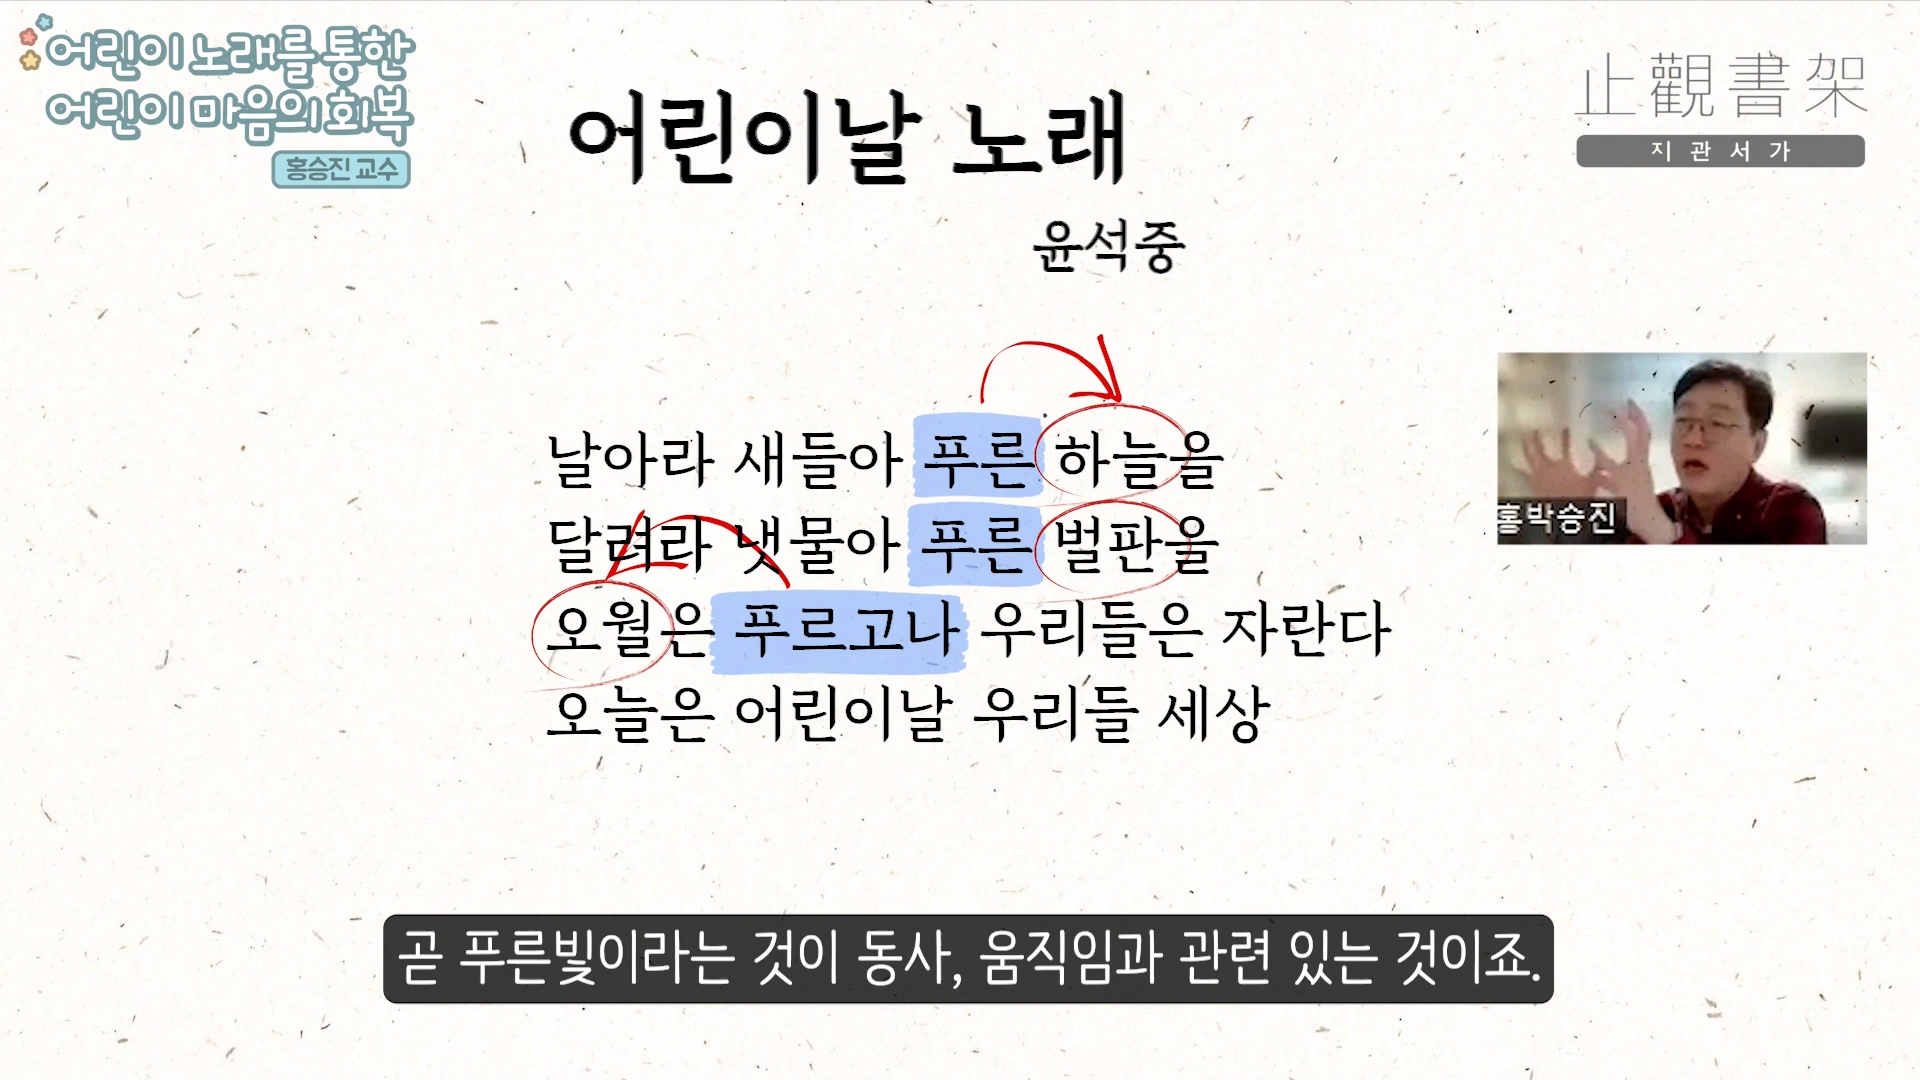 어린이 노래를 통한
어린이 마음의 회복
홍승진 교수
止觀書架
지관서가
어린이날 노래
윤석중
날아라 새들아 푸른 하늘을
달려라 냇물아 푸른 벌판을
오월은 푸르고나 우리들은 자란다
오늘은 어린이날 우리들 세상
홍박승진
곧 푸른빛이라는 것이 동사, 움직임과 관련 있는 것이죠.